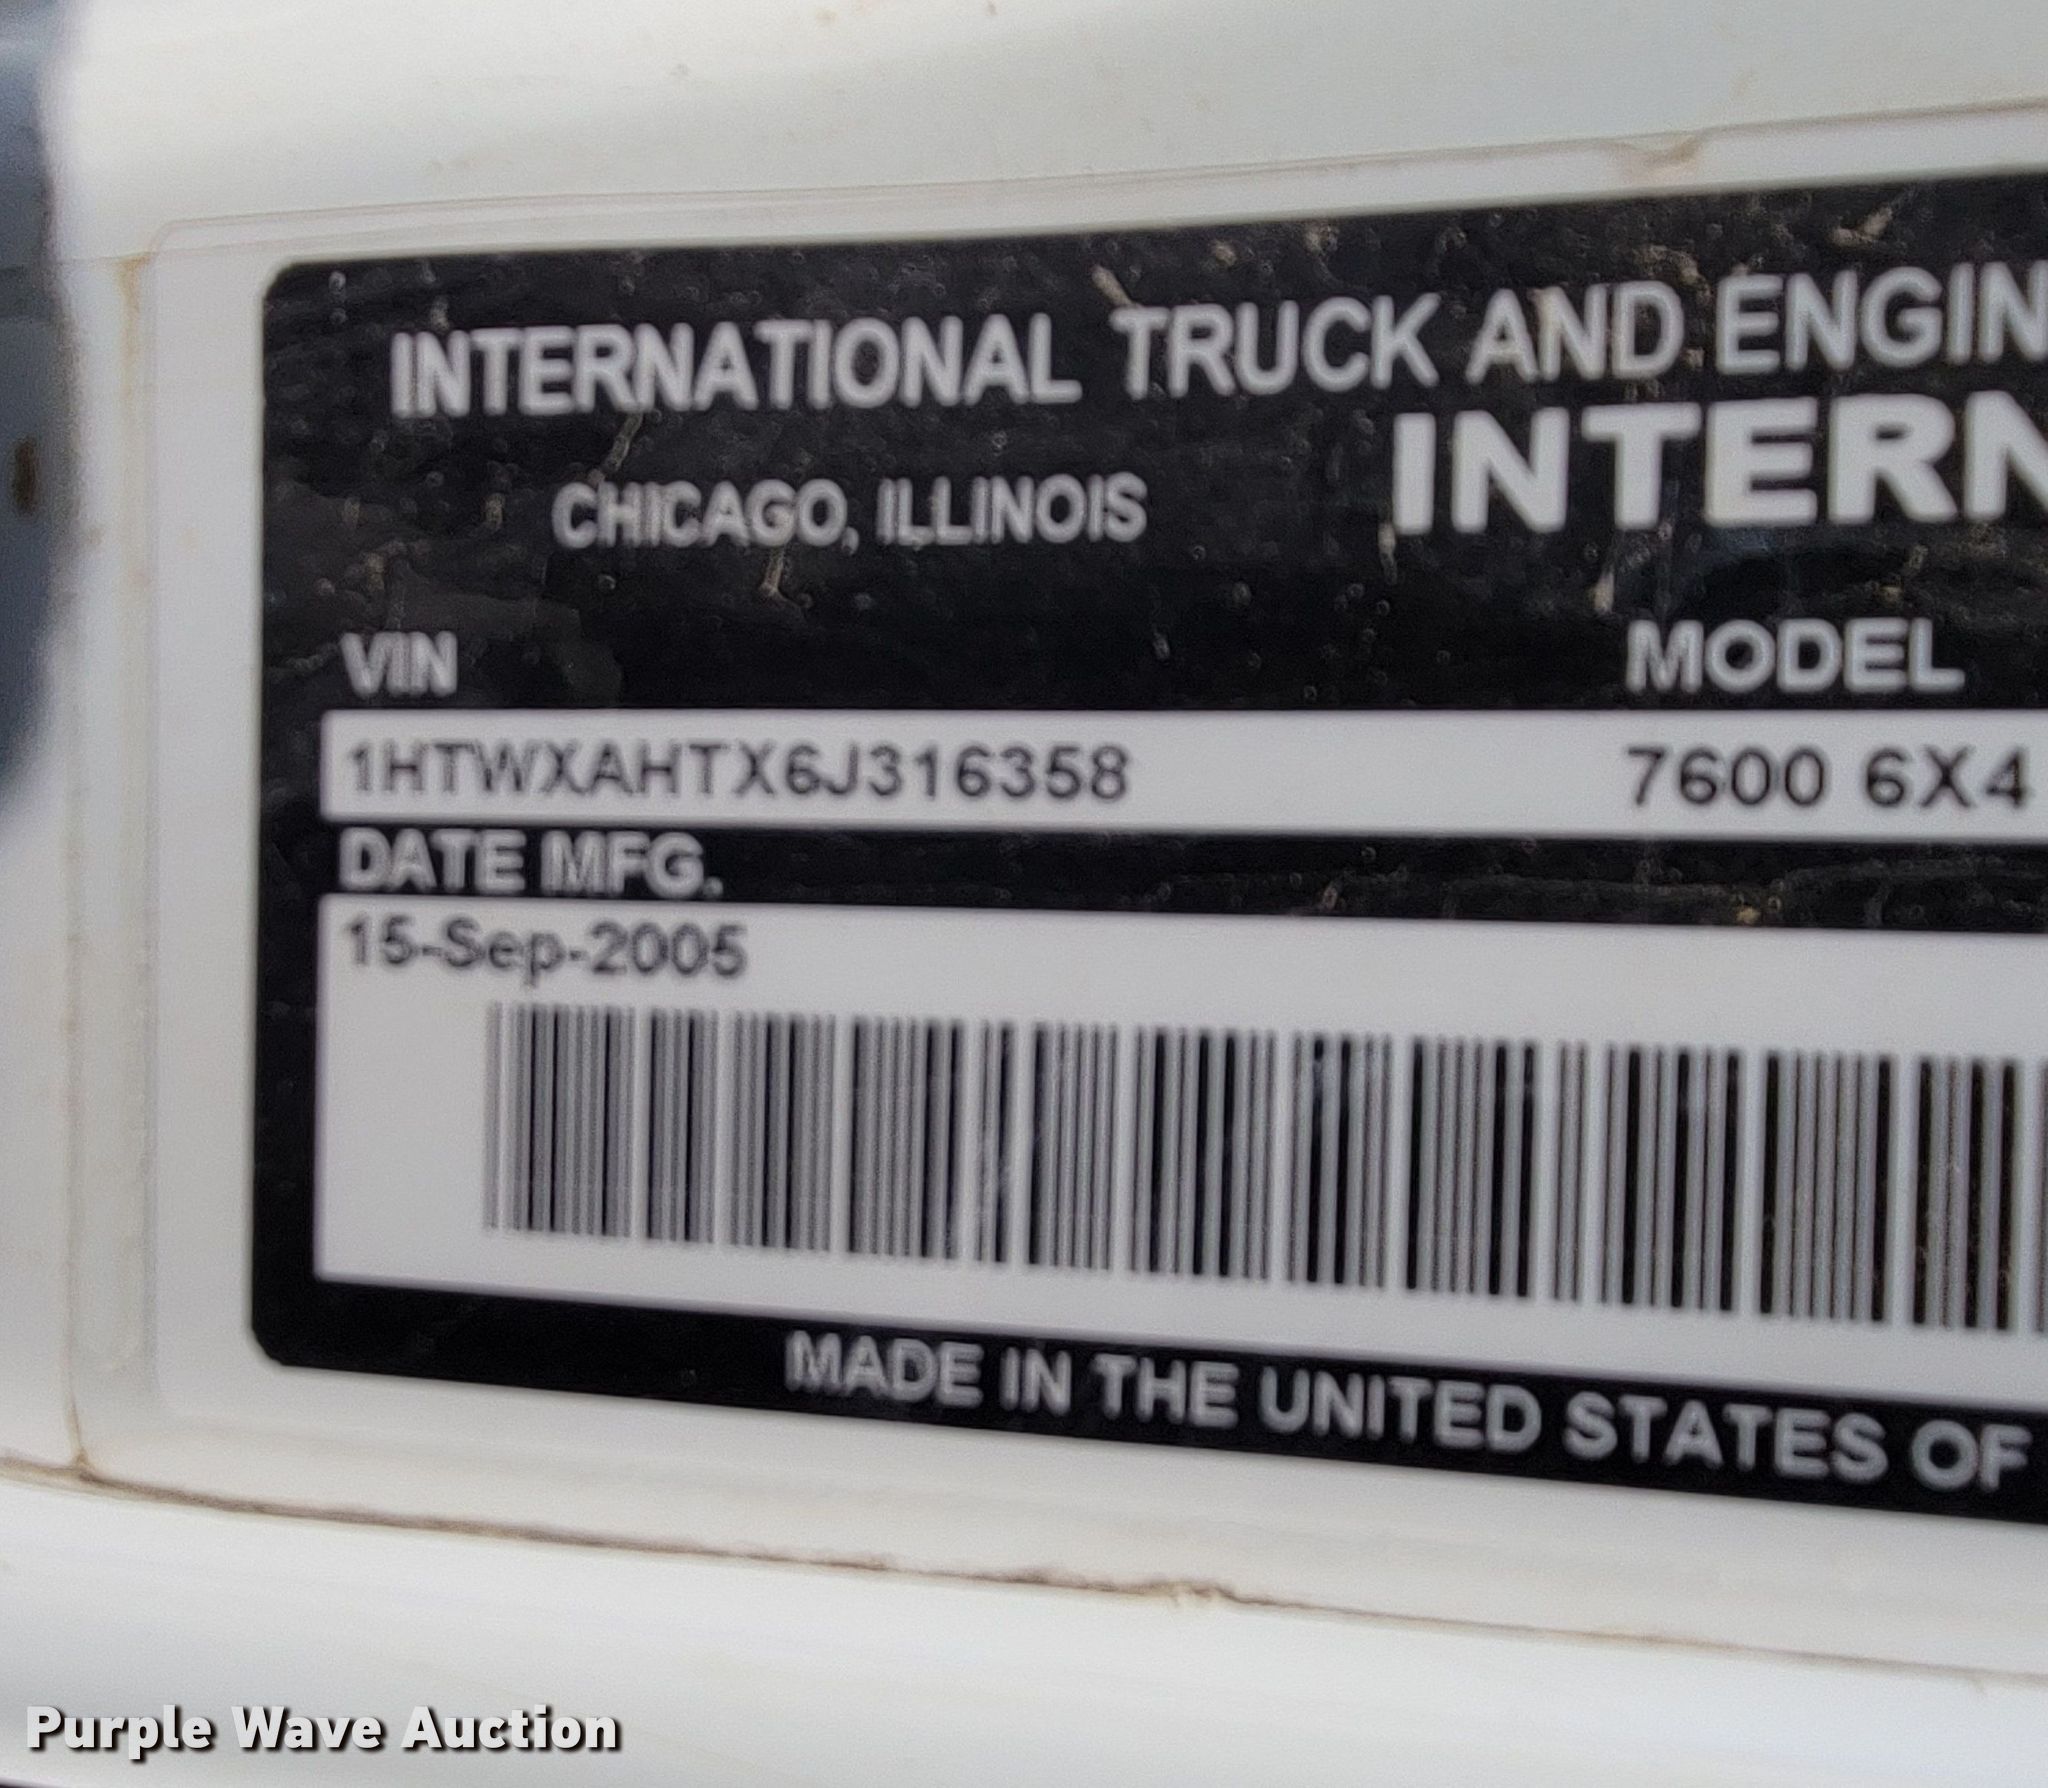 INTERNATIONAL TRUCK AND ENGIN
CHICAGO, ILLINOIS
INTERN
VIN MODEL
1HTWXAHTX6J316358 7600 6X4
DATE MFG.
15-Sep-2005
MADE IN THE UNITED STATES OF
Purple Wave Auction